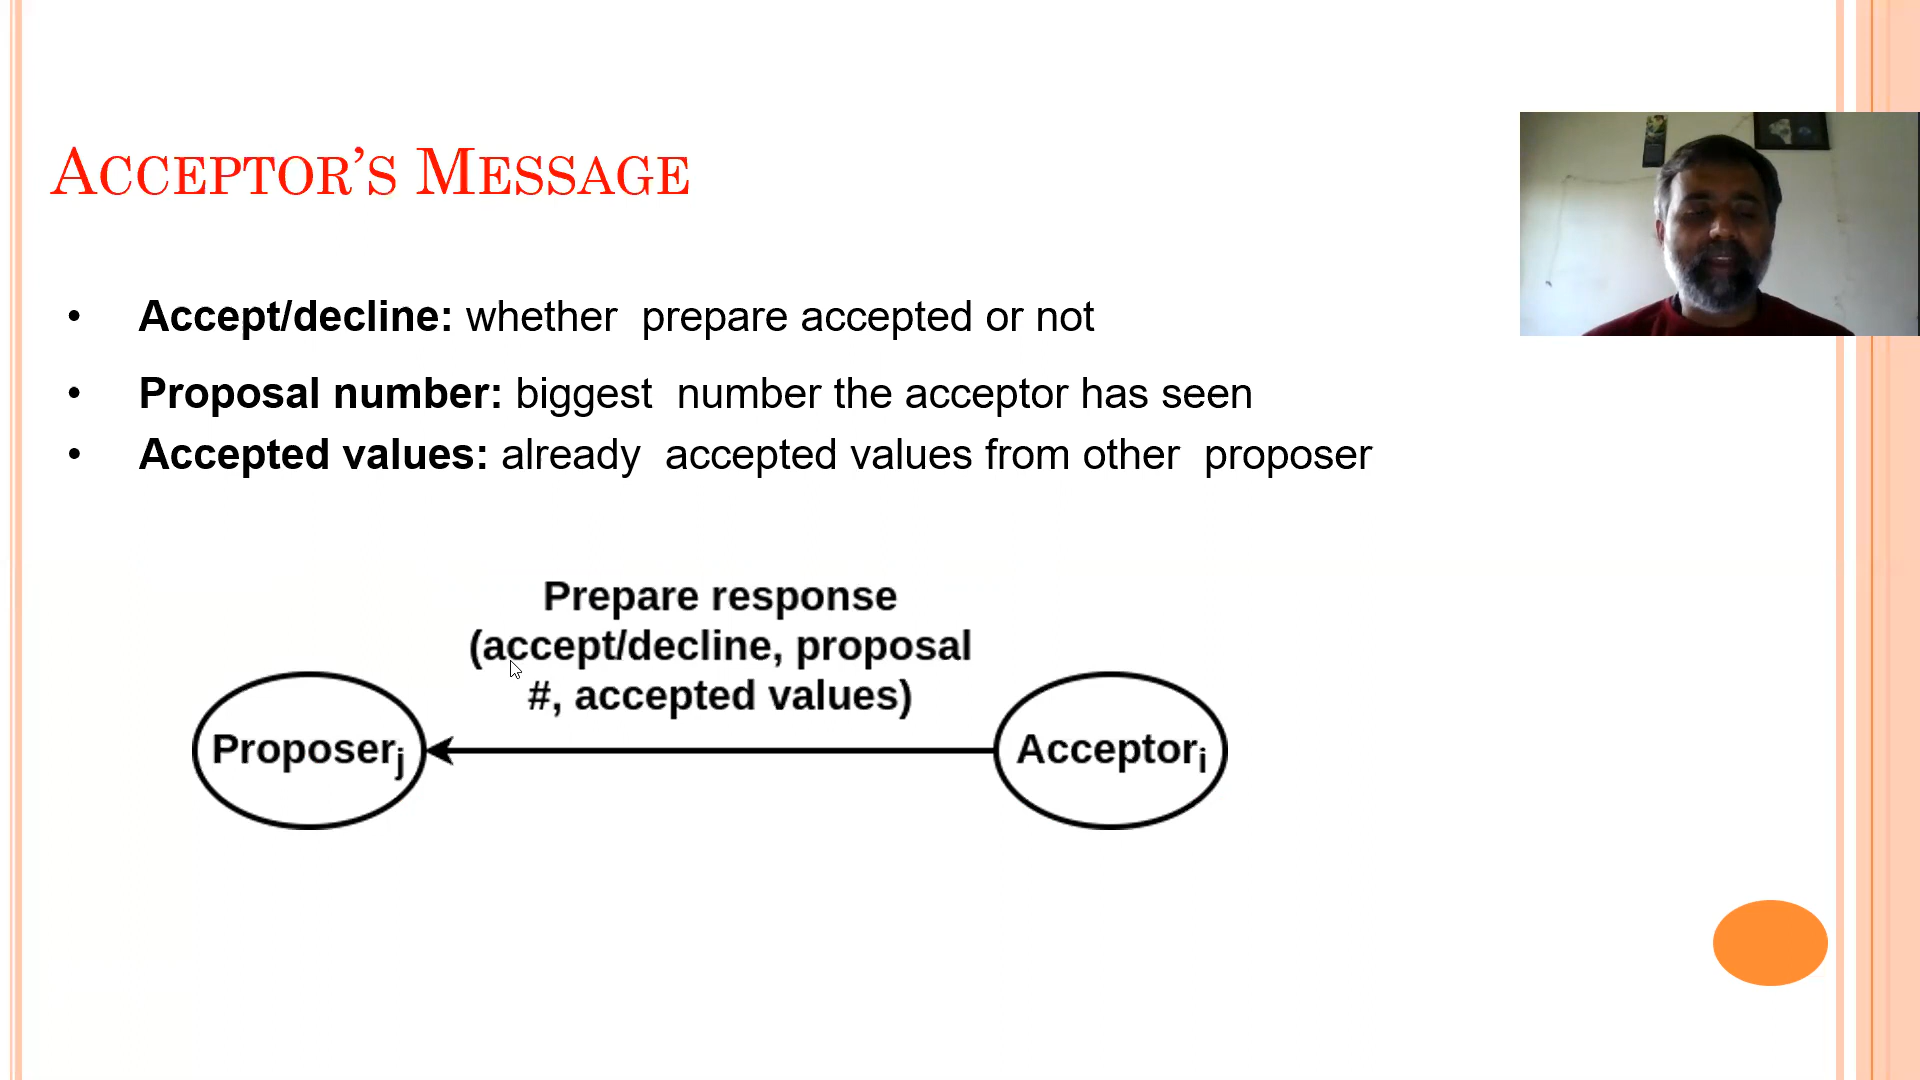 ACCEPTOR'S MESSAGE
• Accept/decline: whether prepare accepted or not
• Proposal number: biggest number the acceptor has seen
• Accepted values: already accepted values from other proposer
Prepare response
(accept/decline, proposal
#, accepted values)
Proposerj
Acceptori